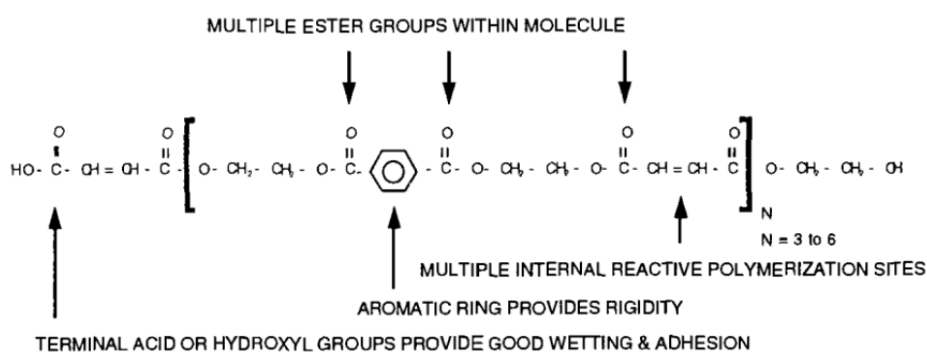 MULTIPLE ESTER GROUPS WITHIN MOLECULE
O O O O O O
HO- C- CH = CH - C - O- CH₂- CH₂- O- C - C- O- CH₂- CH₂- O- C- CH = CH - C O- CH₂- CH₂- OH
N
N = 3 to 6
MULTIPLE INTERNAL REACTIVE POLYMERIZATION SITES
AROMATIC RING PROVIDES RIGIDITY
TERMINAL ACID OR HYDROXYL GROUPS PROVIDE GOOD WETTING & ADHESION